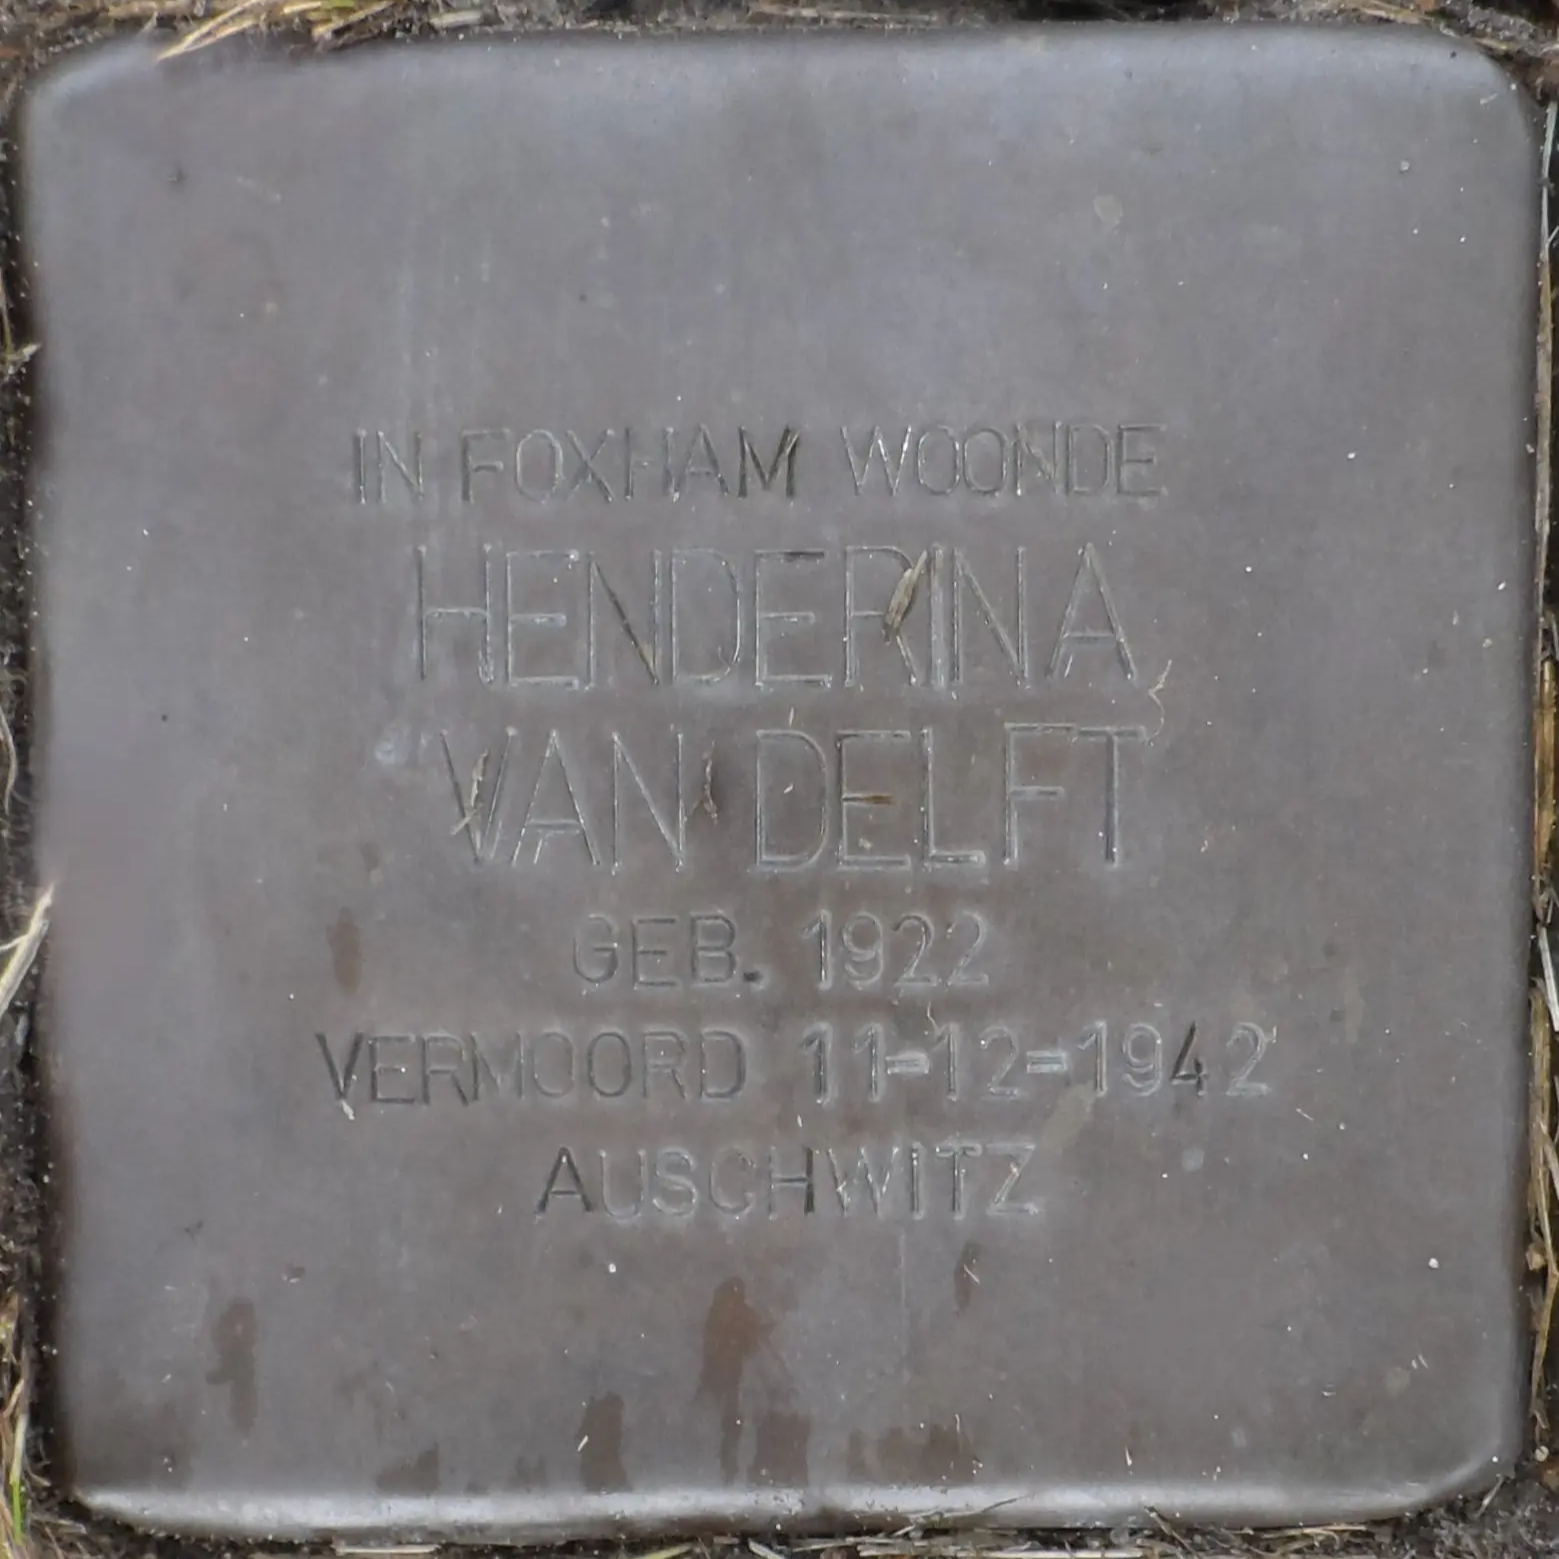 IN FOXHAM WOONDE
HENDERINA
VAN DELFT
GEB. 1922
VERMOORD 11-12-1942
AUSCHWITZ